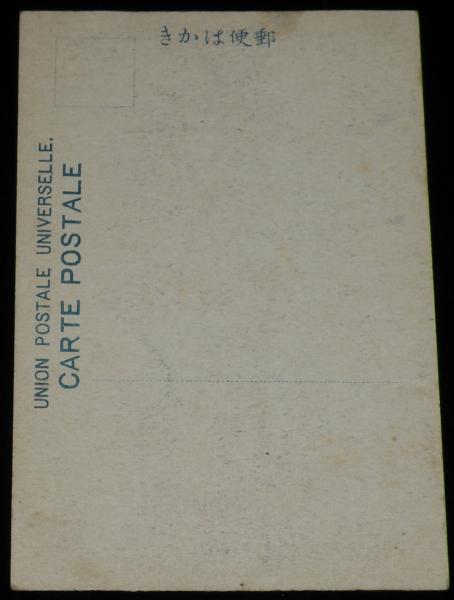 郵便はかき
UNION POSTALE UNIVERSELLE.
CARTE POSTALE